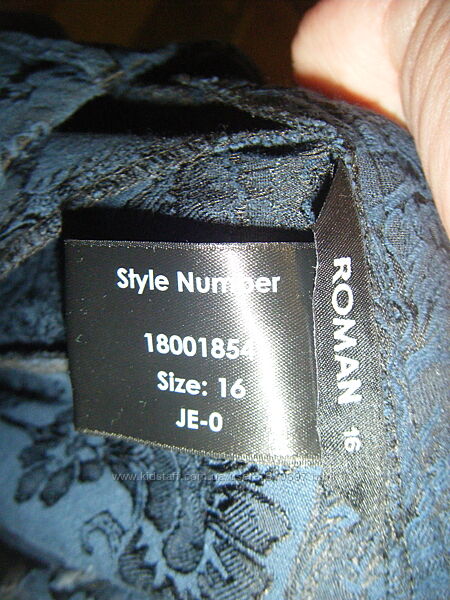 Style Number
18001854
Size: 16
JE-0
ROMAN 16